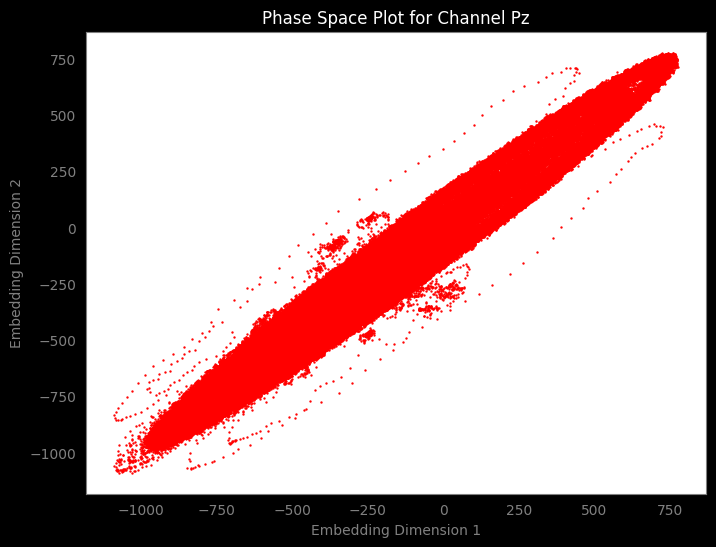 Phase Space Plot for Channel Pz
Embedding Dimension 2
750
500
250
0
−250
−500
−750
−1000
−1000 −750 −500 −250 0 250 500 750
Embedding Dimension 1